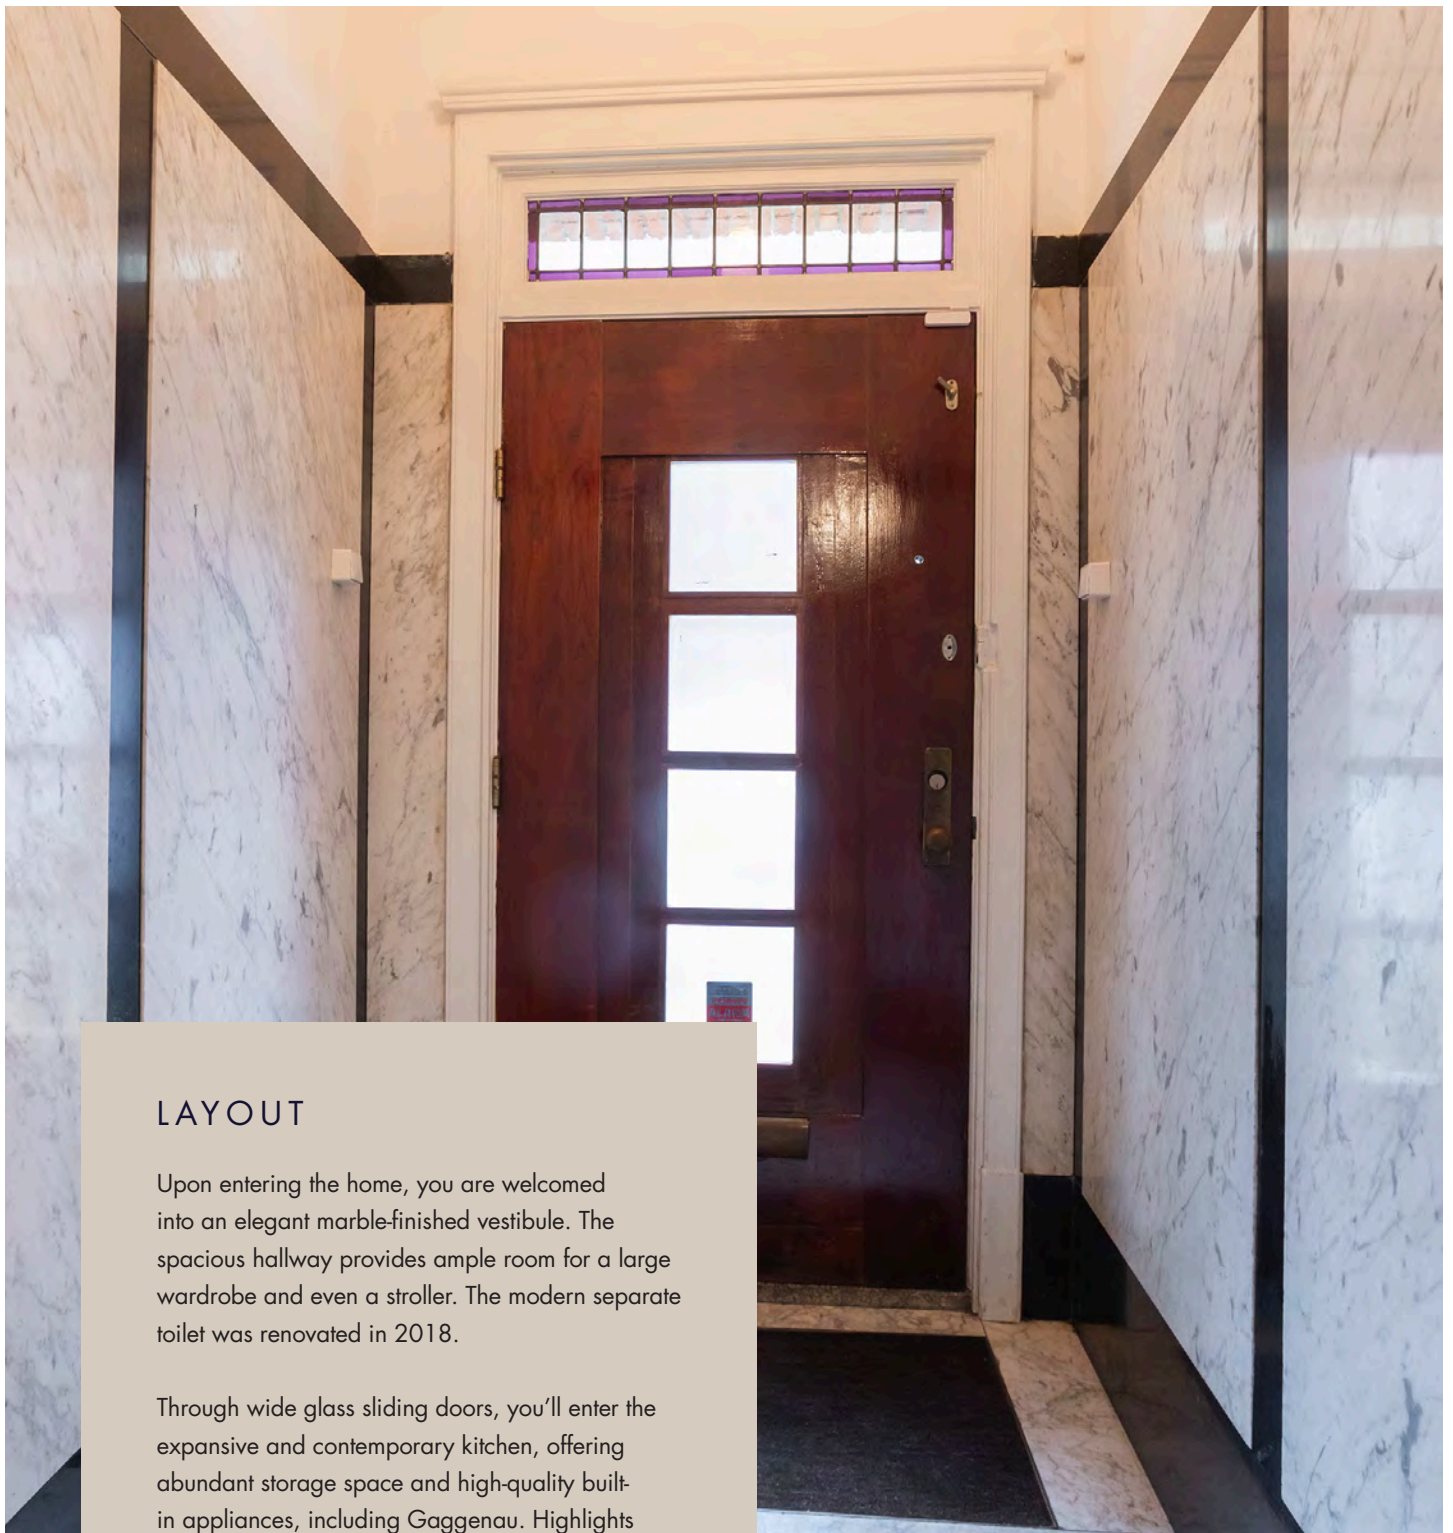 LAYOUT
Upon entering the home, you are welcomed
into an elegant marble-finished vestibule. The
spacious hallway provides ample room for a large
wardrobe and even a stroller. The modern separate
toilet was renovated in 2018.
Through wide glass sliding doors, you’ll enter the
expansive and contemporary kitchen, offering
abundant storage space and high-quality built-
in appliances, including Gaggenau. Highlights